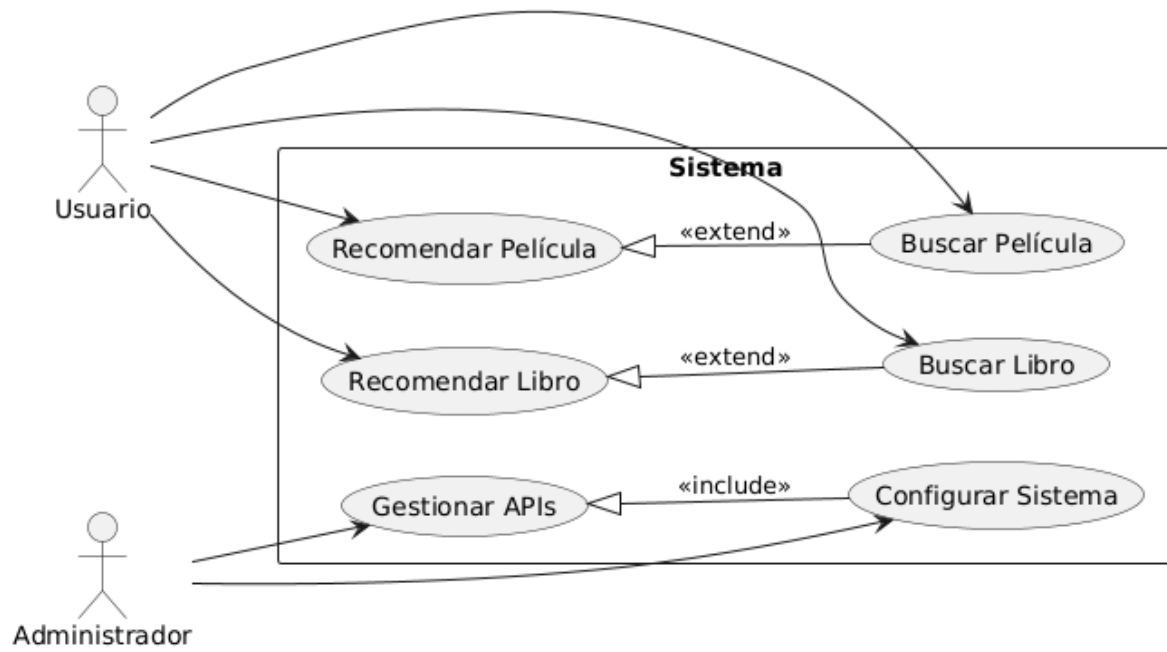 Sistema
Usuario
Recomendar Película
«extend»
Buscar Película
Recomendar Libro
«extend»
Buscar Libro
Gestionar APIs
«include»
Configurar Sistema
Administrador